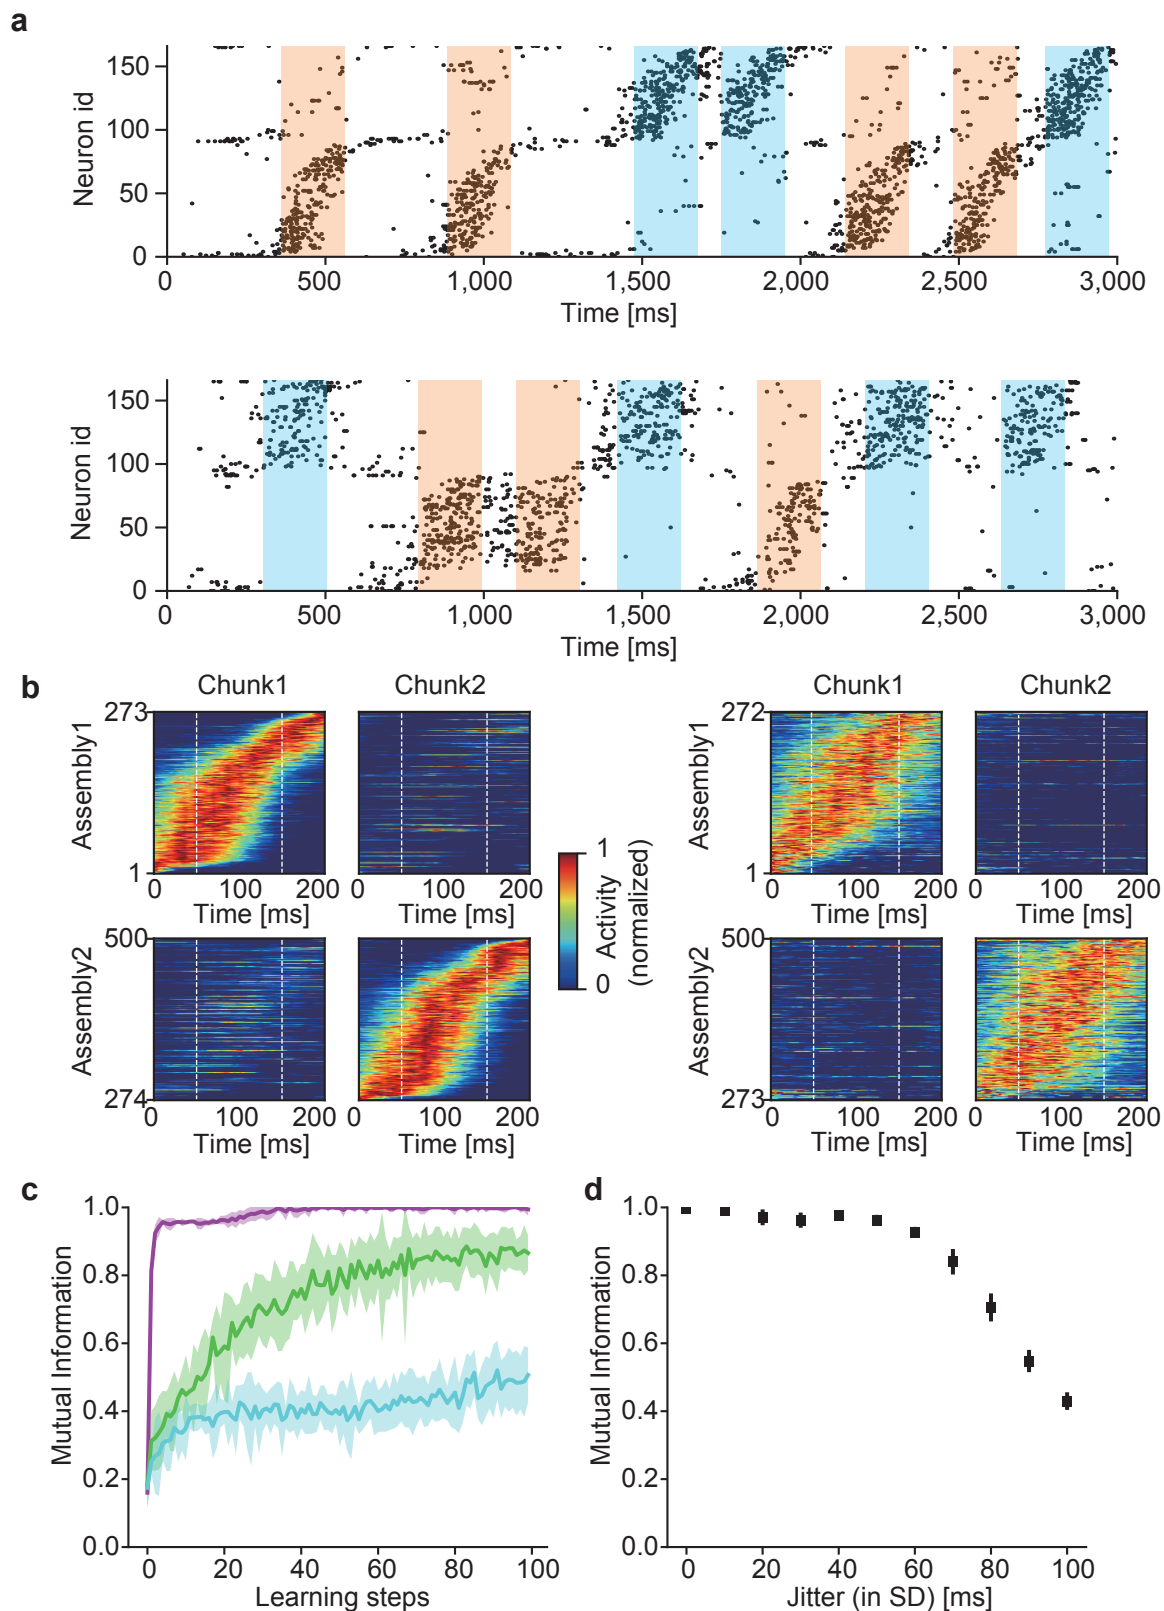 a
Neuron id
150
100
50
0
0 500 1,000 1,500 2,000 2,500 3,000
Time [ms]
Neuron id
150
100
50
0
0 500 1,000 1,500 2,000 2,500 3,000
Time [ms]
b
Chunk1 Chunk2 Chunk1 Chunk2
Assembly1
273
1
0 100 200 0 100 200
Time [ms] Time [ms]
Assembly2
500
274
0 100 200 0 100 200
Time [ms] Time [ms]
1
0
Activity
(normalized)
Assembly1
272
1
0 100 200 0 100 200
Time [ms] Time [ms]
Assembly2
500
273
0 100 200 0 100 200
Time [ms] Time [ms]
c
Mutual Information
1.0
0.8
0.6
0.4
0.2
0.0
0 20 40 60 80 100
Learning steps
d
Mutual Information
1.0
0.8
0.6
0.4
0.2
0.0
0 20 40 60 80 100
Jitter (in SD) [ms]